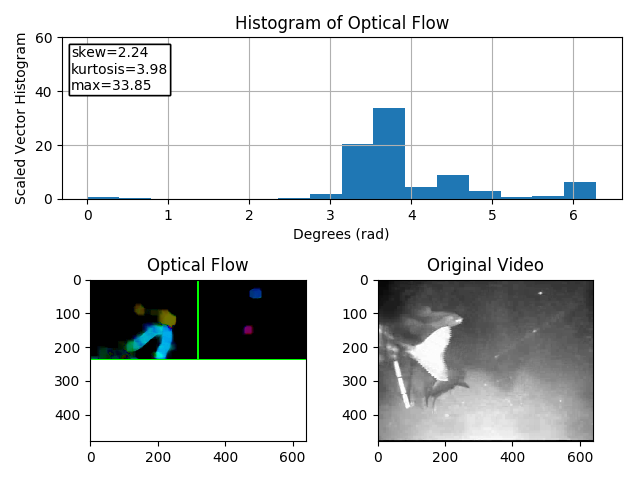 Histogram of Optical Flow
Scaled Vector Histogram
60
40
20
0
skew=2.24
kurtosis=3.98
max=33.85
0 1 2 3 4 5 6
Degrees (rad)
Optical Flow
0
100
200
300
400
0 200 400 600
Original Video
0
100
200
300
400
0 200 400 600